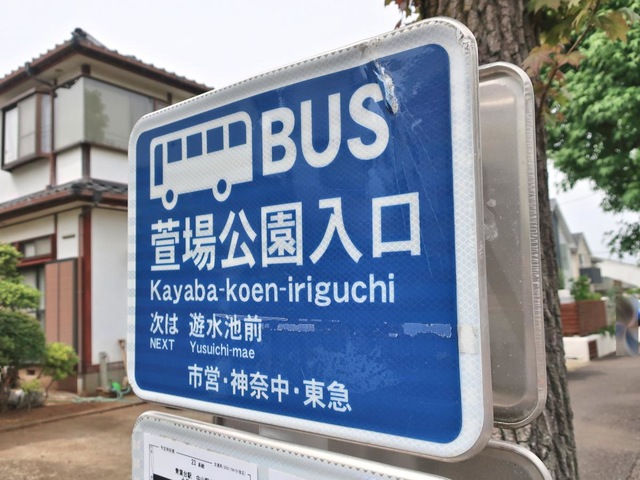 BUS
萱場公園入口
Kayaba-koen-iriguchi
次は 遊水池前
NEXT Yusuichi-mae
市営・神奈中・東急